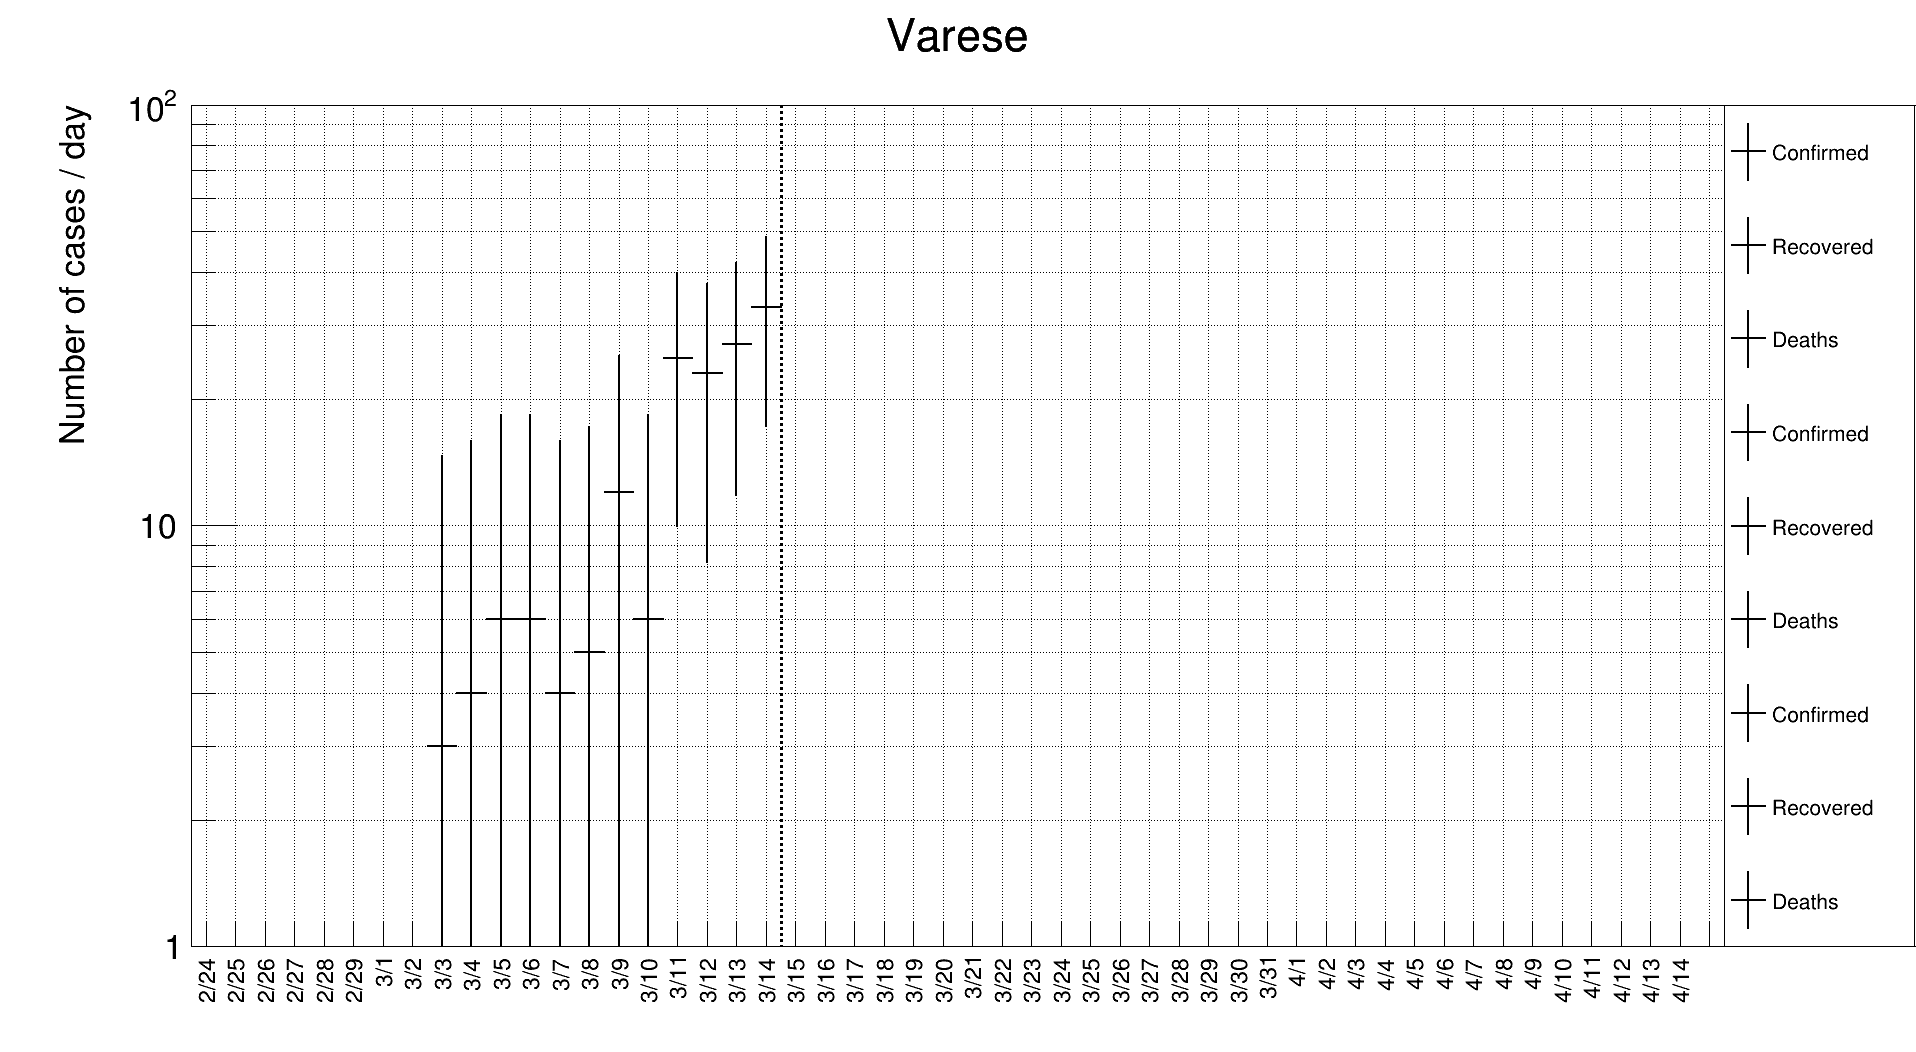 Varese
Number of cases / day
10²
10
1
2/24 2/25 2/26 2/27 2/28 2/29 3/1 3/2 3/3 3/4 3/5 3/6 3/7 3/8 3/9 3/10 3/11 3/12 3/13 3/14 3/15 3/16 3/17 3/18 3/19 3/20 3/21 3/22 3/23 3/24 3/25 3/26 3/27 3/28 3/29 3/30 3/31 4/1 4/2 4/3 4/4 4/5 4/6 4/7 4/8 4/9 4/10 4/11 4/12 4/13 4/14
Confirmed
Recovered
Deaths
Confirmed
Recovered
Deaths
Confirmed
Recovered
Deaths